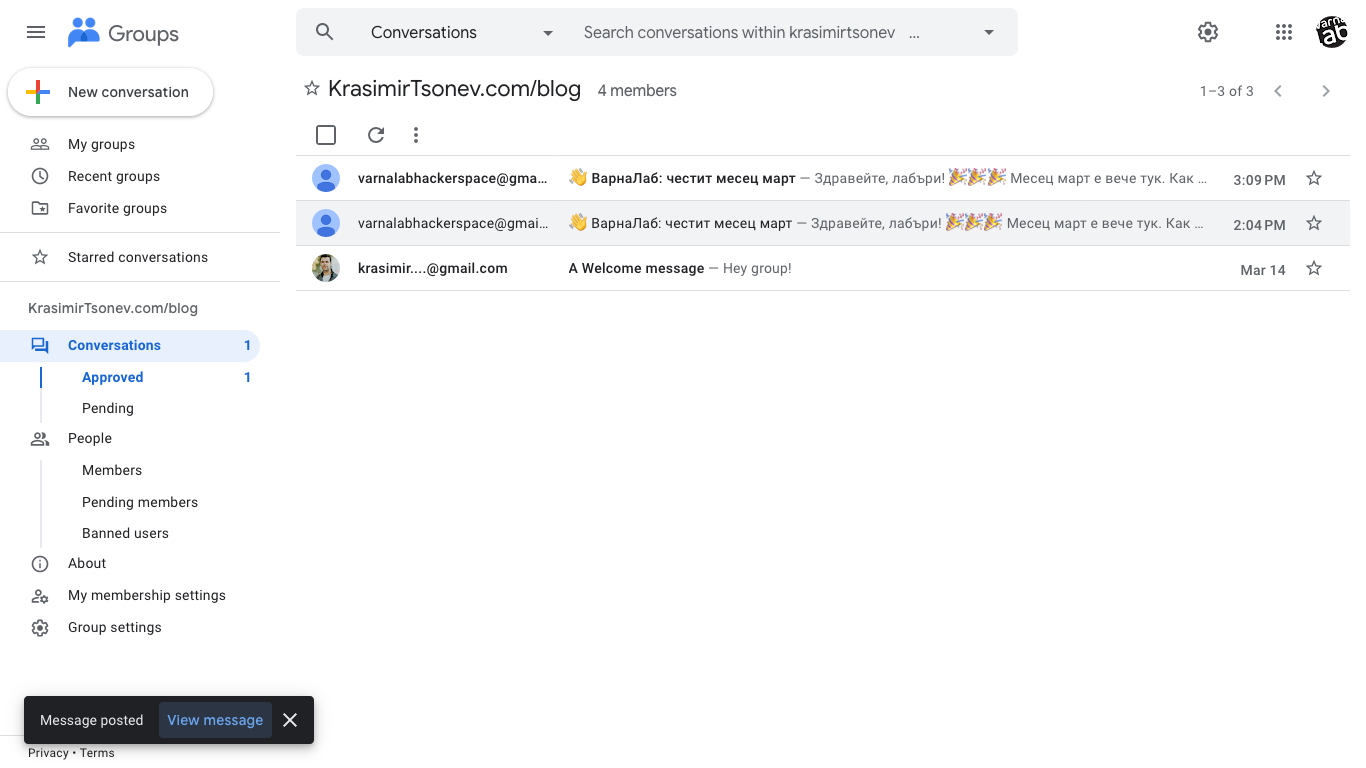 Groups
Conversations
Search conversations within krasimirtsonev ...
New conversation
My groups
Recent groups
Favorite groups
Starred conversations
KrasimirTsonev.com/blog
Conversations 1
Approved 1
Pending
People
Members
Pending members
Banned users
About
My membership settings
Group settings
KrasimirTsonev.com/blog 4 members
1–3 of 3
varnalabhackerspace@gma... 👋 ВарнаЛаб: честит месец март — Здравейте, лабъри! 🎉🎉🎉 Месец март е вече тук. Как ... 3:09 PM
varnalabhackerspace@gmai... 👋 ВарнаЛаб: честит месец март — Здравейте, лабъри! 🎉🎉🎉 Месец март е вече тук. Как ... 2:04 PM
krasimir....@gmail.com A Welcome message — Hey group! Mar 14
Message posted View message
Privacy • Terms